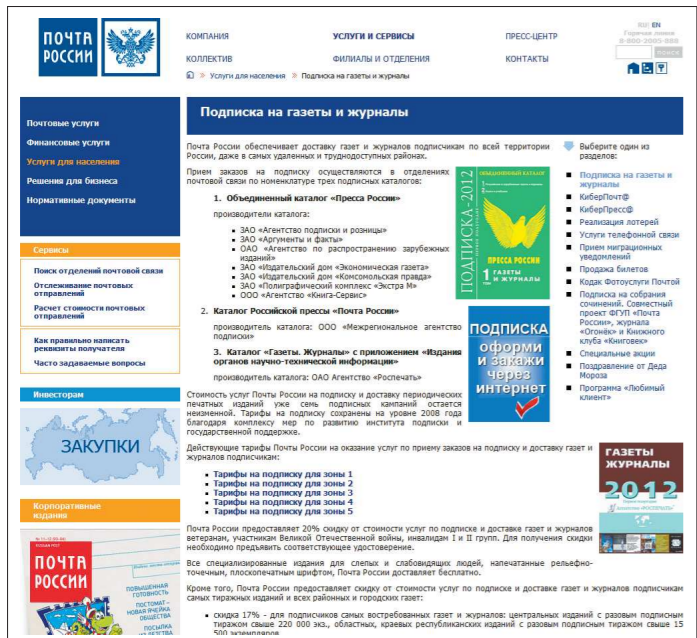 ПОЧТА
РОССИИ
КОМПАНИЯ
УСЛУГИ И СЕРВИСЫ
ПРЕСС-ЦЕНТР
EN
Горячая линия
8-800-2005-888
поиск
КОЛЛЕКТИВ
ФИЛИАЛЫ И ОТДЕЛЕНИЯ
КОНТАКТЫ
» Услуги для населения » Подписка на газеты и журналы
Почтовые услуги
Финансовые услуги
Услуги для населения
Решения для бизнеса
Нормативные документы
Сервисы
Поиск отделений почтовой связи
Отслеживание почтовых
отправлений
Расчет стоимости почтовых
отправлений
Как правильно написать
реквизиты получателя
Часто задаваемые вопросы
Инвесторам
ЗАКУПКИ
Корпоративные
издания
ПОЧТА
РОССИИ
ПОВЫШЕННАЯ
ГОТОВНОСТЬ
ПОСТОМАТ -
НОВАЯ ЯЧЕЙКА
ОБЩЕСТВА
ПОСЫЛКА
ИЗ ДЕТСТВА
Подписка на газеты и журналы
Почта России обеспечивает доставку газет и журналов подписчикам по всей территории
России, даже в самых удаленных и труднодоступных районах.
Прием заказов на подписку осуществляются в отделениях
почтовой связи по номенклатуре трех подписных каталогов:
1. Объединенный каталог «Пресса России»
производители каталога:
ЗАО «Агентство подписки и розницы»
ЗАО «Аргументы и факты»
ОАО «Агентство по распространению зарубежных
изданий»
ЗАО «Издательский дом «Экономическая газета»
ЗАО «Издательский дом «Комсомольская правда»
ЗАО «Полиграфический комплекс «Экстра М»
ООО «Агентство «Книга-Сервис»
2. Каталог Российской прессы «Почта России»
производитель каталога: ООО «Межрегиональное агентство
подписки»
3. Каталог «Газеты. Журналы» с приложением «Издания
органов научно-технической информации»
производитель каталога: ОАО Агентство «Роспечать»
Стоимость услуг Почты России на подписку и доставку периодических
печатных изданий уже семь подписных кампаний остается
неизменной. Тарифы на подписку сохранены на уровне 2008 года
благодаря комплексу мер по развитию института подписки и
государственной поддержке.
Действующие тарифы Почты России на оказание услуг по приему заказов на подписку и доставку газет и
журналов подписчикам:
Тарифы на подписку для зоны 1
Тарифы на подписку для зоны 2
Тарифы на подписку для зоны 3
Тарифы на подписку для зоны 4
Тарифы на подписку для зоны 5
Почта России предоставляет 20% скидку от стоимости услуг по подписке и доставке газет и журналов
ветеранам, участникам Великой Отечественной войны, инвалидам I и II групп. Для получения скидки
необходимо предъявить соответствующее удостоверение.
Все специализированные издания для слепых и слабовидящих людей, напечатанные рельефно-
точечным, плоскопечатным шрифтом, Почта России доставляет бесплатно.
Кроме того, Почта России предоставляет скидку от стоимости услуг по подписке и доставке газет и журналов подписчикам
самых тиражных изданий и всех районных и городских газет:
скидка 17% - для подписчиков самых востребованных газет и журналов: центральных изданий с разовым подписным
тиражом свыше 220 000 экз., областных, краевых республиканских изданий с разовым подписным тиражом свыше 15
500 экземпляров
ОБЪЕДИНЕННЫЙ КАТАЛОГ
ПОДПИСКА-2012
ПРЕССА РОССИИ
1 ГАЗЕТЫ
И ЖУРНАЛЫ
ПОДПИСКА
оформи
и закажи
через
интернет
ГАЗЕТЫ
ЖУРНАЛЫ
2012
Выберите один из
разделов:
Подписка на газеты и
журналы
КиберПочт@
КиберПресс@
Реализация лотерей
Услуги телефонной связи
Прием миграционных
уведомлений
Продажа билетов
Кодак Фотоуслуги Почтой
Подписка на собрания
сочинений. Совместный
проект ФГУП «Почта
России», журнала
«Огонёк» и Книжного
клуба «Книговек»
Специальные акции
Поздравление от Деда
Мороза
Программа «Любимый
клиент»